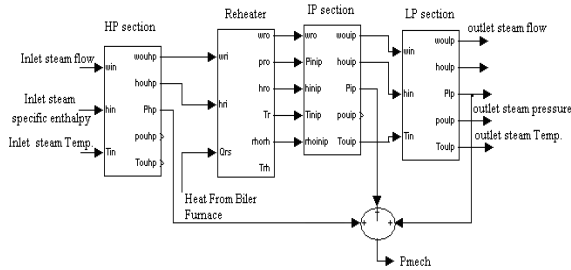 HP section
Reheater
IP section
LP section
Inlet steam flow
Inlet steam
specific enthalpy
Inlet steam Temp.
win
hin
Tin
wouhp
houhp
Php
pouhp
Touhp
wri
hri
Qrs
wro
pro
hro
Tr
rhorh
Trh
Heat From Biler
Furnace
wro
Pinip
hinip
Tinip
rhoinip
wouip
houip
Pip
pouip
Touip
win
hin
Tin
woulp
houlp
Plp
poulp
Toulp
outlet steam flow
outlet steam pressure
outlet steam Temp.
+
+
+
Pmech